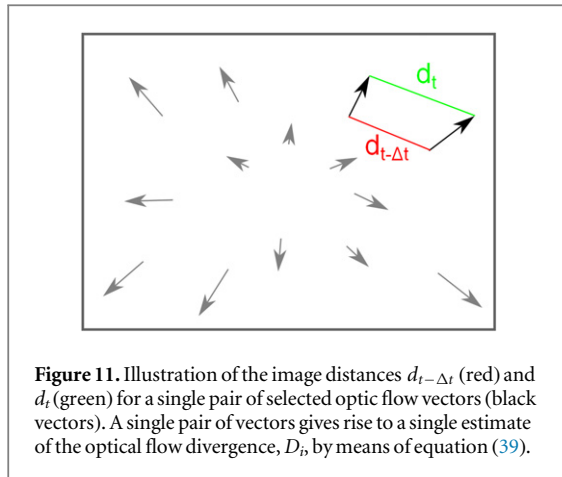 d_t
d_{t-Δt}
Figure 11. Illustration of the image distances d_{t−Δt} (red) and
d_t (green) for a single pair of selected optic flow vectors (black
vectors). A single pair of vectors gives rise to a single estimate
of the optical flow divergence, D_i, by means of equation (39).